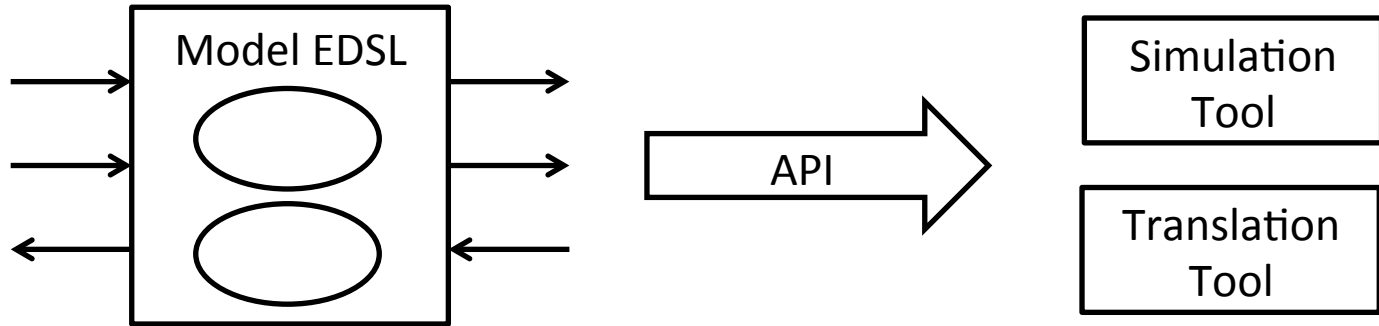 Model EDSL
API
Simulation
Tool
Translation
Tool